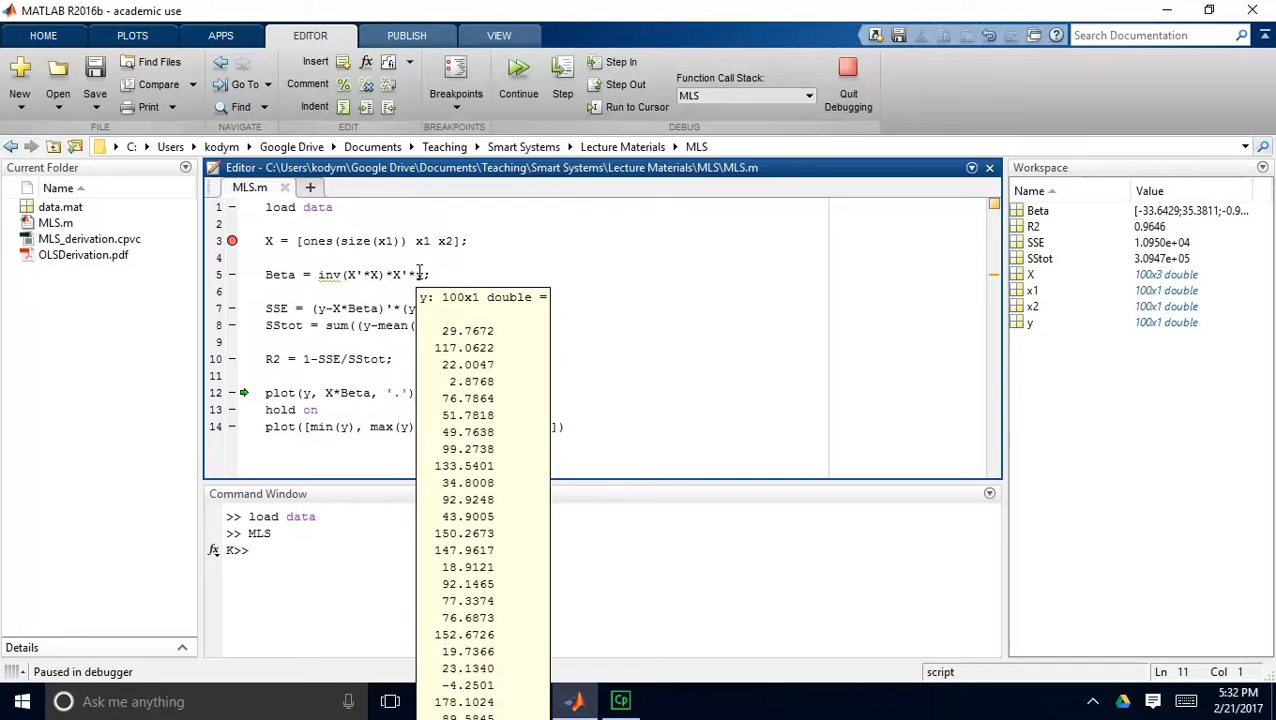 MATLAB R2016b - academic use
HOME PLOTS APPS EDITOR PUBLISH VIEW Search Documentation
New Open Save Find Files Compare Print
FILE
Go To Find
NAVIGATE
Insert fx
Comment
Indent
EDIT
Breakpoints
BREAKPOINTS
Continue Step Step In Step Out Run to Cursor
Function Call Stack:
MLS
DEBUG
Quit Debugging
C: Users kodym Google Drive Documents Teaching Smart Systems Lecture Materials MLS
Current Folder
Name
data.mat
MLS.m
MLS_derivation.cpvc
OLSDerivation.pdf
Details
Editor - C:\Users\kodym\Google Drive\Documents\Teaching\Smart Systems\Lecture Materials\MLS\MLS.m
MLS.m
1 load data
2
3 X = [ones(size(x1)) x1 x2];
4
5 Beta = inv(X'*X)*X'*y;
6
7 SSE = (y-X*Beta)'*(y
8 SStot = sum((y-mean(
9
10 R2 = 1-SSE/SStot;
11
12 plot(y, X*Beta, '.')
13 hold on
14 plot([min(y), max(y) ])
y: 100x1 double =
29.7672
117.0622
22.0047
2.8768
76.7864
51.7818
49.7638
99.2738
133.5401
34.8008
92.9248
43.9005
150.2673
147.9617
18.9121
92.1465
77.3374
76.6873
152.6726
19.7366
23.1340
-4.2501
178.1024
89.5845
Command Window
>> load data
>> MLS
fx K>>
Workspace
Name Value
Beta [-33.6429;35.3811;-0.9...
R2 0.9646
SSE 1.0950e+04
SStot 3.0947e+05
X 100x3 double
x1 100x1 double
x2 100x1 double
y 100x1 double
Paused in debugger
script
Ln 11 Col 1
Ask me anything
Cp
5:32 PM
2/21/2017